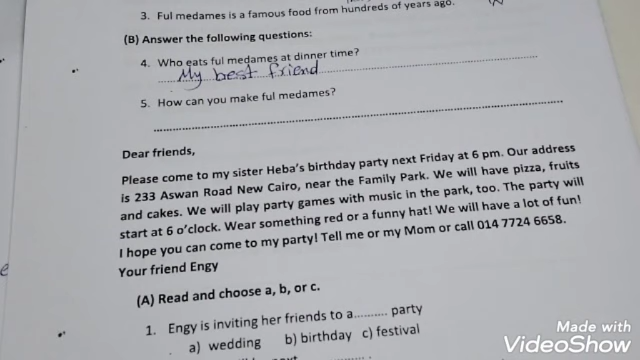 3. Ful medames is a famous food from hundreds of years ago.
(B) Answer the following questions:
4. Who eats ful medames at dinner time?
My best friend
5. How can you make ful medames?
Dear friends,
Please come to my sister Heba's birthday party next Friday at 6 pm. Our address
is 233 Aswan Road New Cairo, near the Family Park. We will have pizza, fruits
and cakes. We will play party games with music in the park, too. The party will
start at 6 o'clock. Wear something red or a funny hat! We will have a lot of fun!
I hope you can come to my party! Tell me or my Mom or call 014 7724 6658.
Your friend Engy
(A) Read and choose a, b, or c.
1. Engy is inviting her friends to a.......... party
a) wedding b) birthday c) festival
Made with
VideoShow